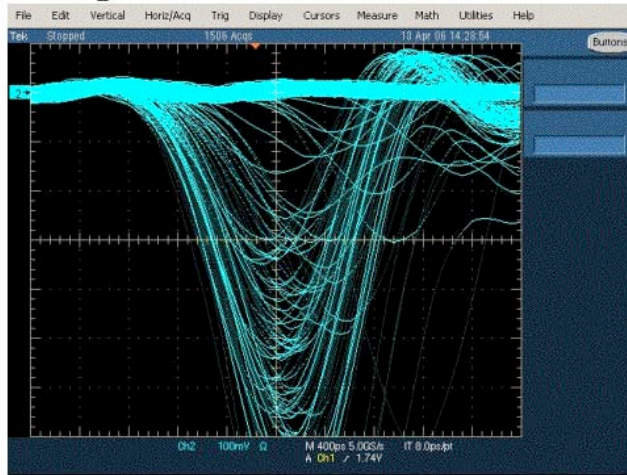 File Edit Vertical Horiz/Acq Trig Display Cursors Measure Math Utilities Help
Tek Stopped 1506 Acqs 13 Apr 06 14:28:54 Buttons
2
Ch2 100mV Ω M 400ps 5.0GS/s IT 8.0ps/pt
A Ch1 ∕ 1.74V